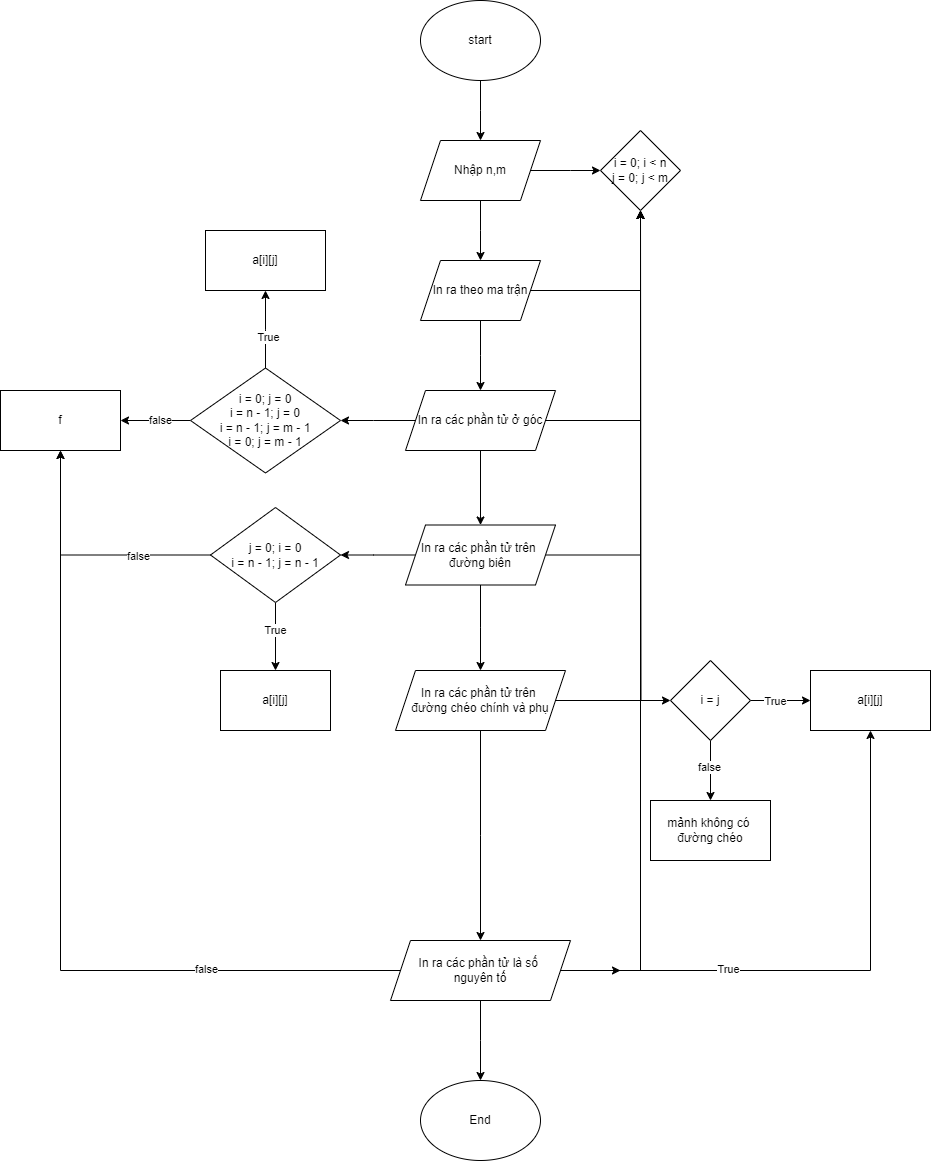 start
Nhập n,m
i = 0; i < n
j = 0; j < m
a[i][j]
In ra theo ma trận
True
i = 0; j = 0
i = n - 1; j = 0
i = n - 1; j = m - 1
i = 0; j = m - 1
false
f
In ra các phần tử ở góc
j = 0; i = 0
i = n - 1; j = n - 1
false
In ra các phần tử trên
đường biên
True
a[i][j]
In ra các phần tử trên
đường chéo chính và phụ
i = j
True
a[i][j]
false
mảnh không có
đường chéo
In ra các phần tử là số
nguyên tố
false
True
End